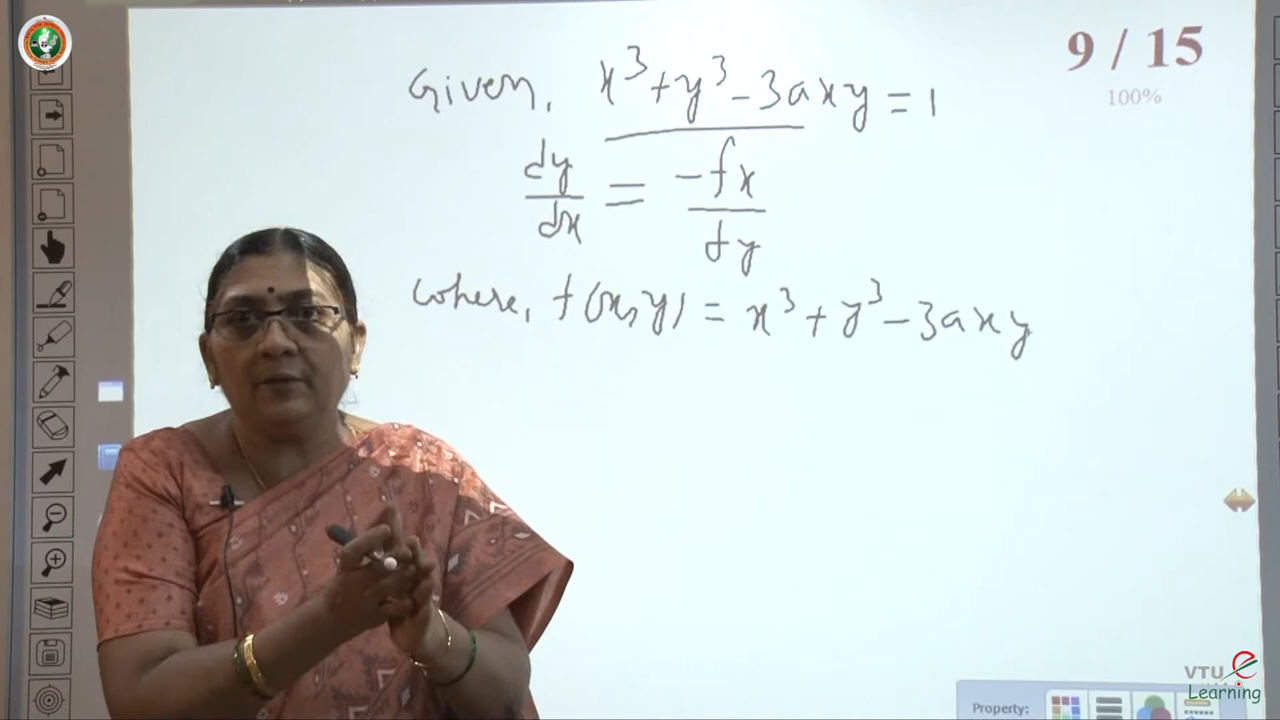 9 / 15
100%
Given, x³+y³-3axy=1
dy/dx = -fx/fy
where, f(x,y) = x³+y³-3axy
VTU e
Learning
Property: